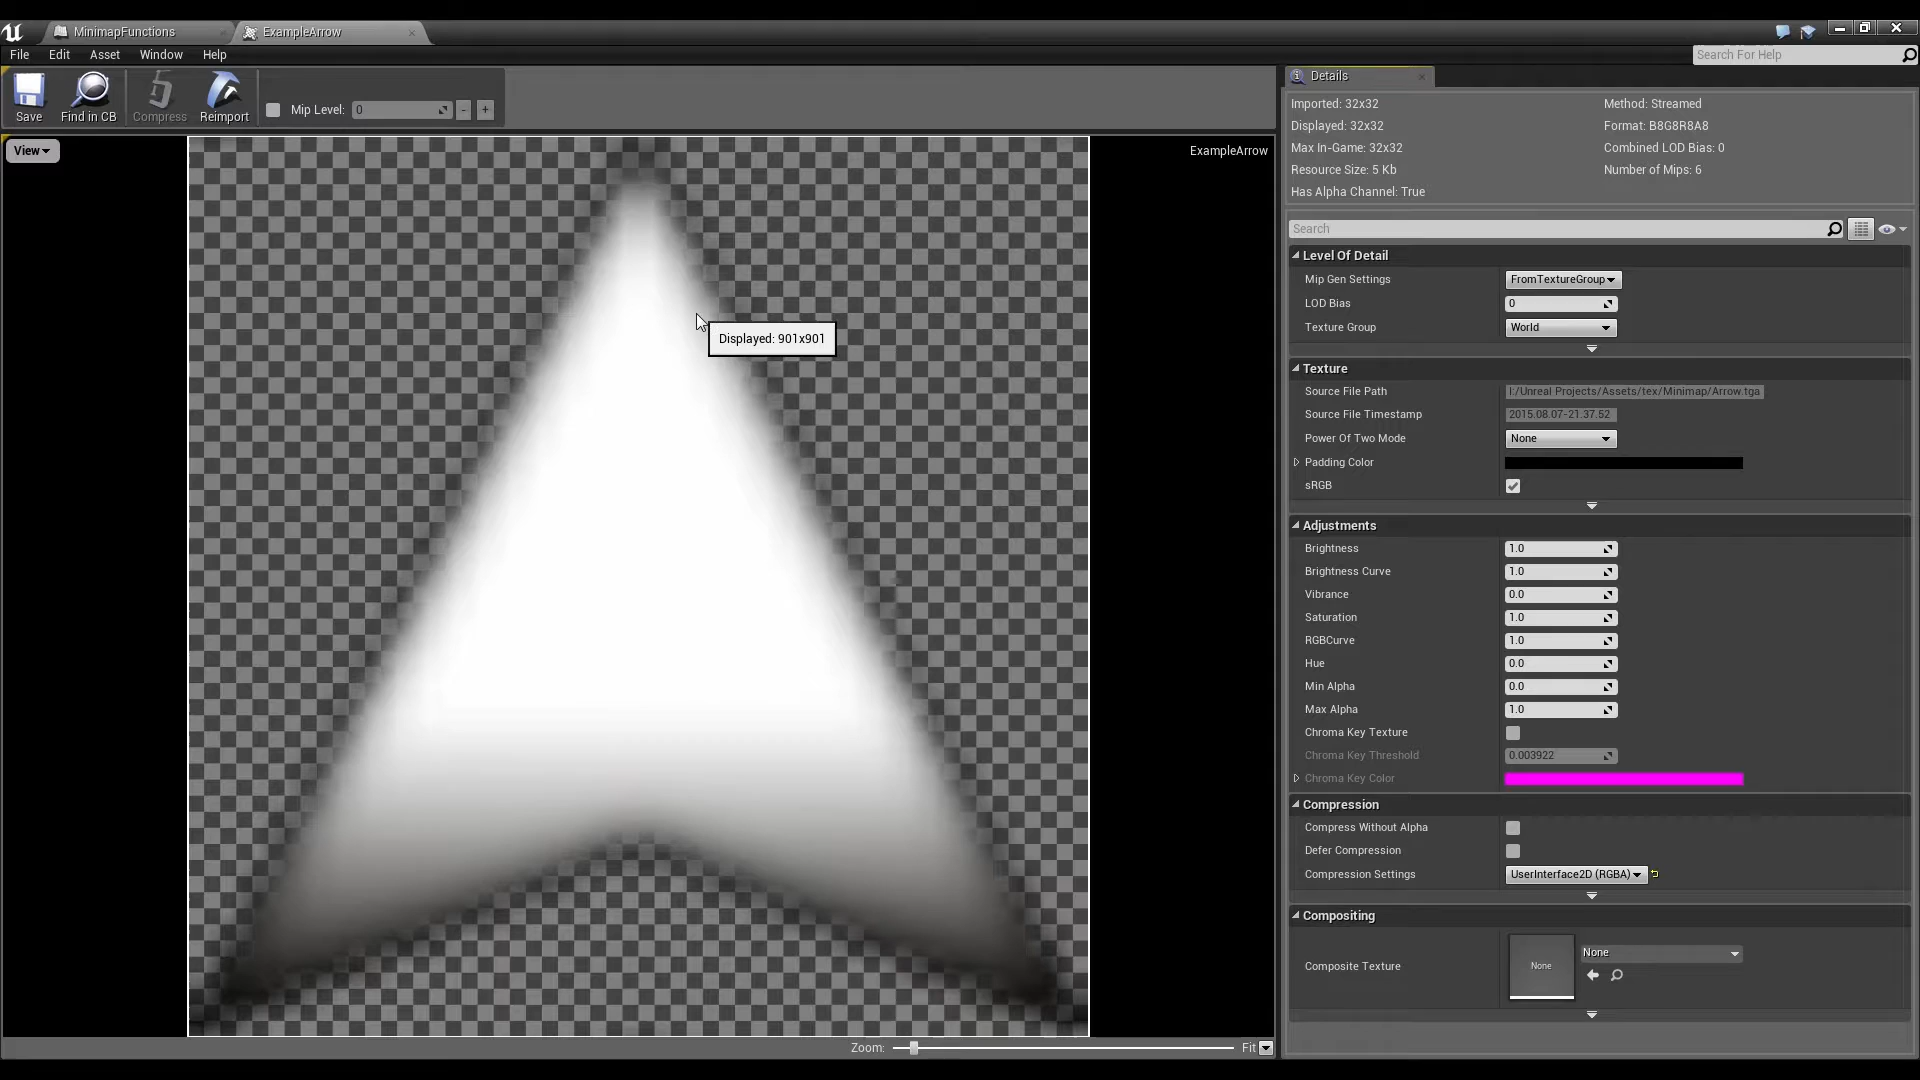 MinimapFunctions
ExampleArrow
File Edit Asset Window Help
Search For Help
Save Find in CB Compress Reimport Mip Level: 0 - +
View
ExampleArrow
Displayed: 901x901
Zoom: Fit
Details
Imported: 32x32 Method: Streamed
Displayed: 32x32 Format: B8G8R8A8
Max In-Game: 32x32 Combined LOD Bias: 0
Resource Size: 5 Kb Number of Mips: 6
Has Alpha Channel: True
Search
Level Of Detail
Mip Gen Settings FromTextureGroup
LOD Bias 0
Texture Group World
Texture
Source File Path I:/Unreal Projects/Assets/tex/Minimap/Arrow.tga
Source File Timestamp 2015.08.07-21.37.52
Power Of Two Mode None
Padding Color
sRGB
Adjustments
Brightness 1.0
Brightness Curve 1.0
Vibrance 0.0
Saturation 1.0
RGBCurve 1.0
Hue 0.0
Min Alpha 0.0
Max Alpha 1.0
Chroma Key Texture
Chroma Key Threshold 0.003922
Chroma Key Color
Compression
Compress Without Alpha
Defer Compression
Compression Settings UserInterface2D (RGBA)
Compositing
Composite Texture None None